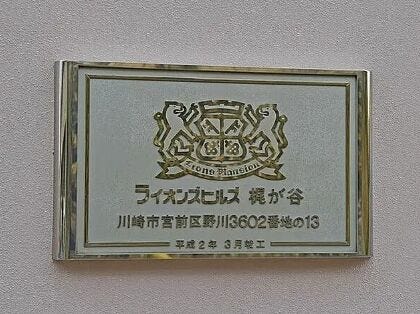 Lions Mansion
ライオンズヒルズ 梶が谷
川崎市宮前区野川3602番地の13
平成2年 3月竣工